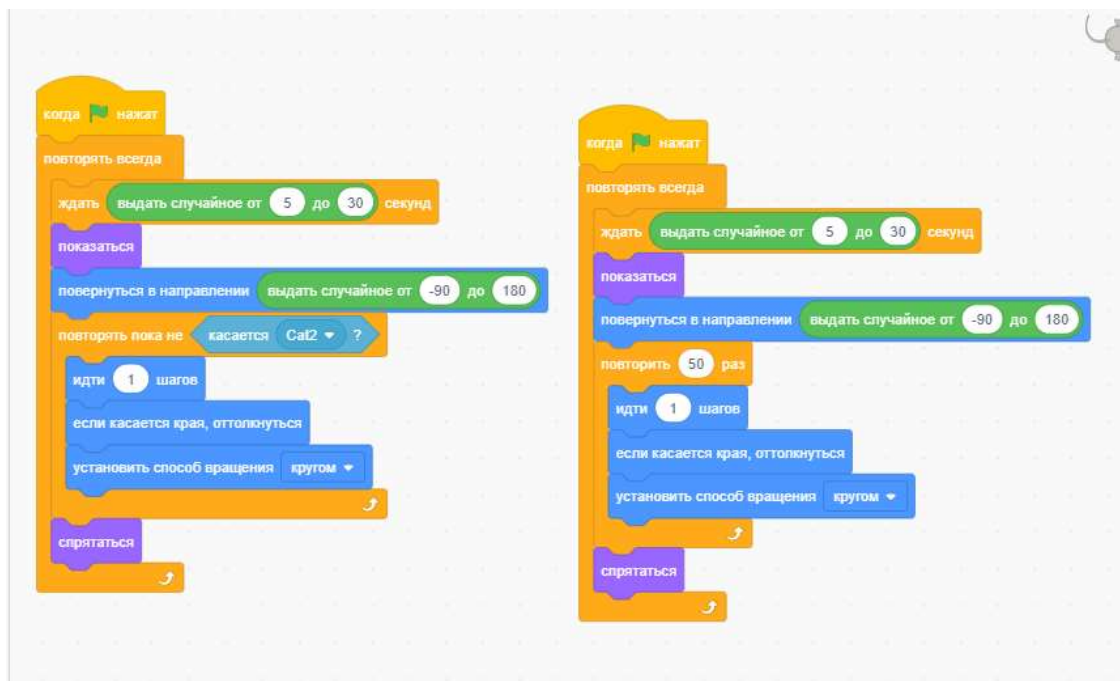 когда нажат
повторять всегда
ждать выдать случайное от 5 до 30 секунд
показаться
повернуться в направлении выдать случайное от -90 до 180
повторять пока не касается Cat2 ?
идти 1 шагов
если касается края, оттолкнуться
установить способ вращения кругом
спрятаться
когда нажат
повторять всегда
ждать выдать случайное от 5 до 30 секунд
показаться
повернуться в направлении выдать случайное от -90 до 180
повторить 50 раз
идти 1 шагов
если касается края, оттолкнуться
установить способ вращения кругом
спрятаться